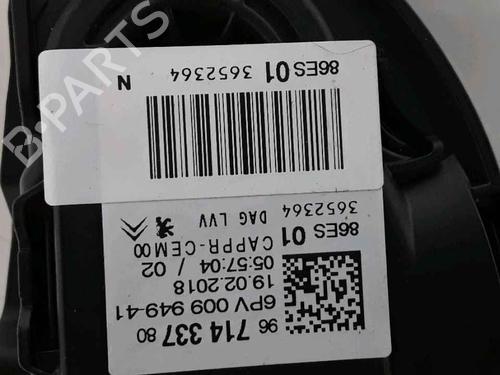 96 714 337 80
6PV 009 949-41
19.02.2018
05:57:04 / 02
CAPPR-CEM00
DAG LVV
86ES 01 3652364
86ES 01 3652364
N
B-PARTS